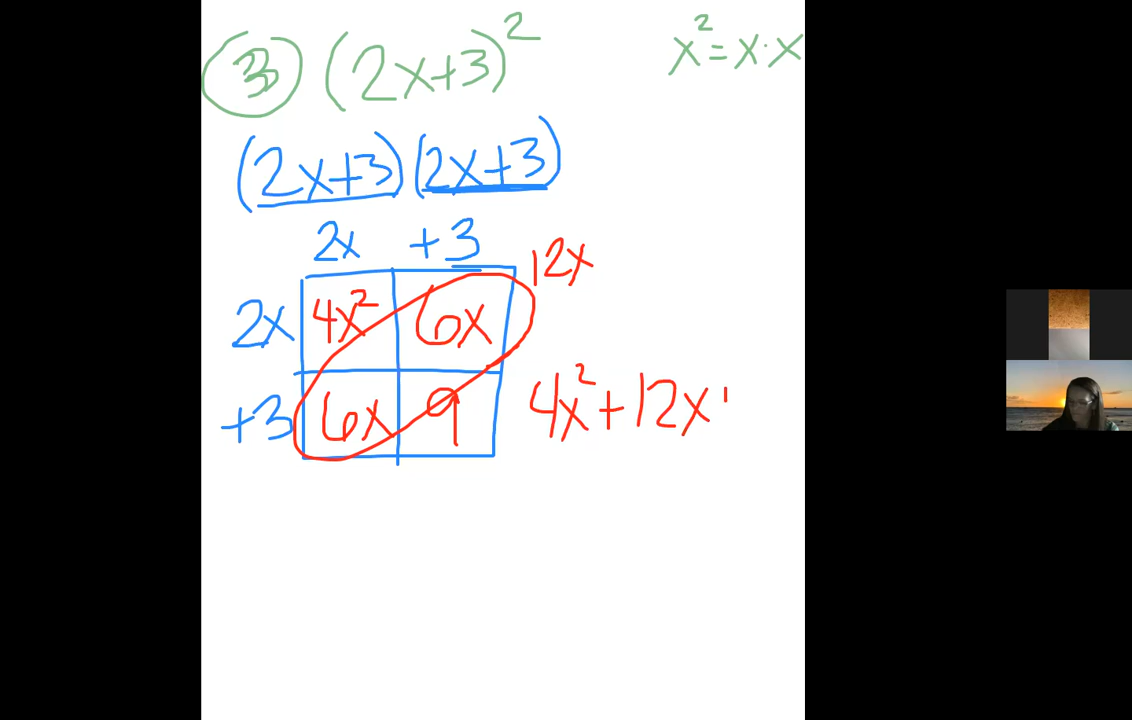 ③ (2x+3)² x² = x·x
(2x+3)(2x+3)
2x +3 12x
2x 4x² 6x
+3 6x 9 4x²+12x